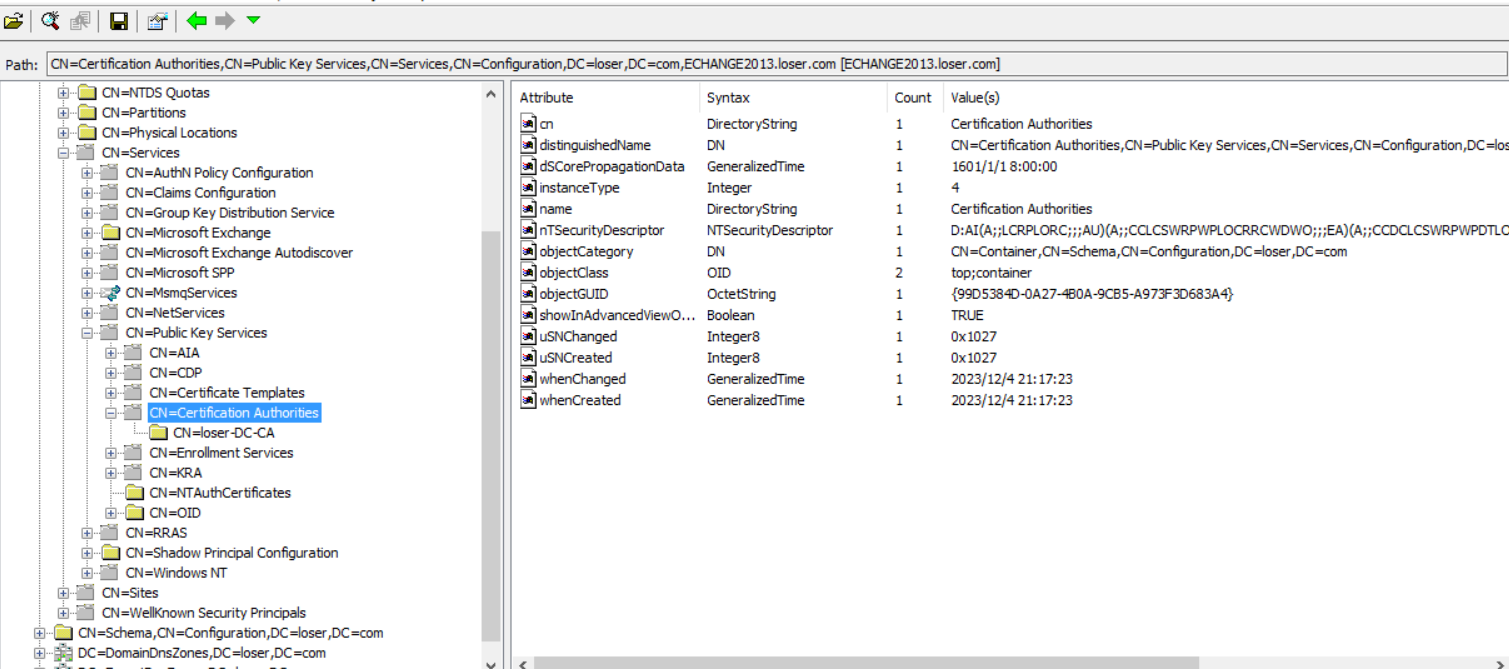 Path: CN=Certification Authorities,CN=Public Key Services,CN=Services,CN=Configuration,DC=loser,DC=com,ECHANGE2013.loser.com [ECHANGE2013.loser.com]
CN=NTDS Quotas
CN=Partitions
CN=Physical Locations
CN=Services
CN=AuthN Policy Configuration
CN=Claims Configuration
CN=Group Key Distribution Service
CN=Microsoft Exchange
CN=Microsoft Exchange Autodiscover
CN=Microsoft SPP
CN=MsmqServices
CN=NetServices
CN=Public Key Services
CN=AIA
CN=CDP
CN=Certificate Templates
CN=Certification Authorities
CN=loser-DC-CA
CN=Enrollment Services
CN=KRA
CN=NTAuthCertificates
CN=OID
CN=RRAS
CN=Shadow Principal Configuration
CN=Windows NT
CN=Sites
CN=WellKnown Security Principals
CN=Schema,CN=Configuration,DC=loser,DC=com
DC=DomainDnsZones,DC=loser,DC=com
Attribute Syntax Count Value(s)
cn DirectoryString 1 Certification Authorities
distinguishedName DN 1 CN=Certification Authorities,CN=Public Key Services,CN=Services,CN=Configuration,DC=los
dSCorePropagationData GeneralizedTime 1 1601/1/1 8:00:00
instanceType Integer 1 4
name DirectoryString 1 Certification Authorities
nTSecurityDescriptor NTSecurityDescriptor 1 D:AI(A;;LCRPLORC;;;AU)(A;;CCLCSWRPWPLOCRRCWDWO;;;EA)(A;;CCDCLCSWRPWPDTLO
objectCategory DN 1 CN=Container,CN=Schema,CN=Configuration,DC=loser,DC=com
objectClass OID 2 top;container
objectGUID OctetString 1 {99D5384D-0A27-4B0A-9CB5-A973F3D683A4}
showInAdvancedViewO... Boolean 1 TRUE
uSNChanged Integer8 1 0x1027
uSNCreated Integer8 1 0x1027
whenChanged GeneralizedTime 1 2023/12/4 21:17:23
whenCreated GeneralizedTime 1 2023/12/4 21:17:23